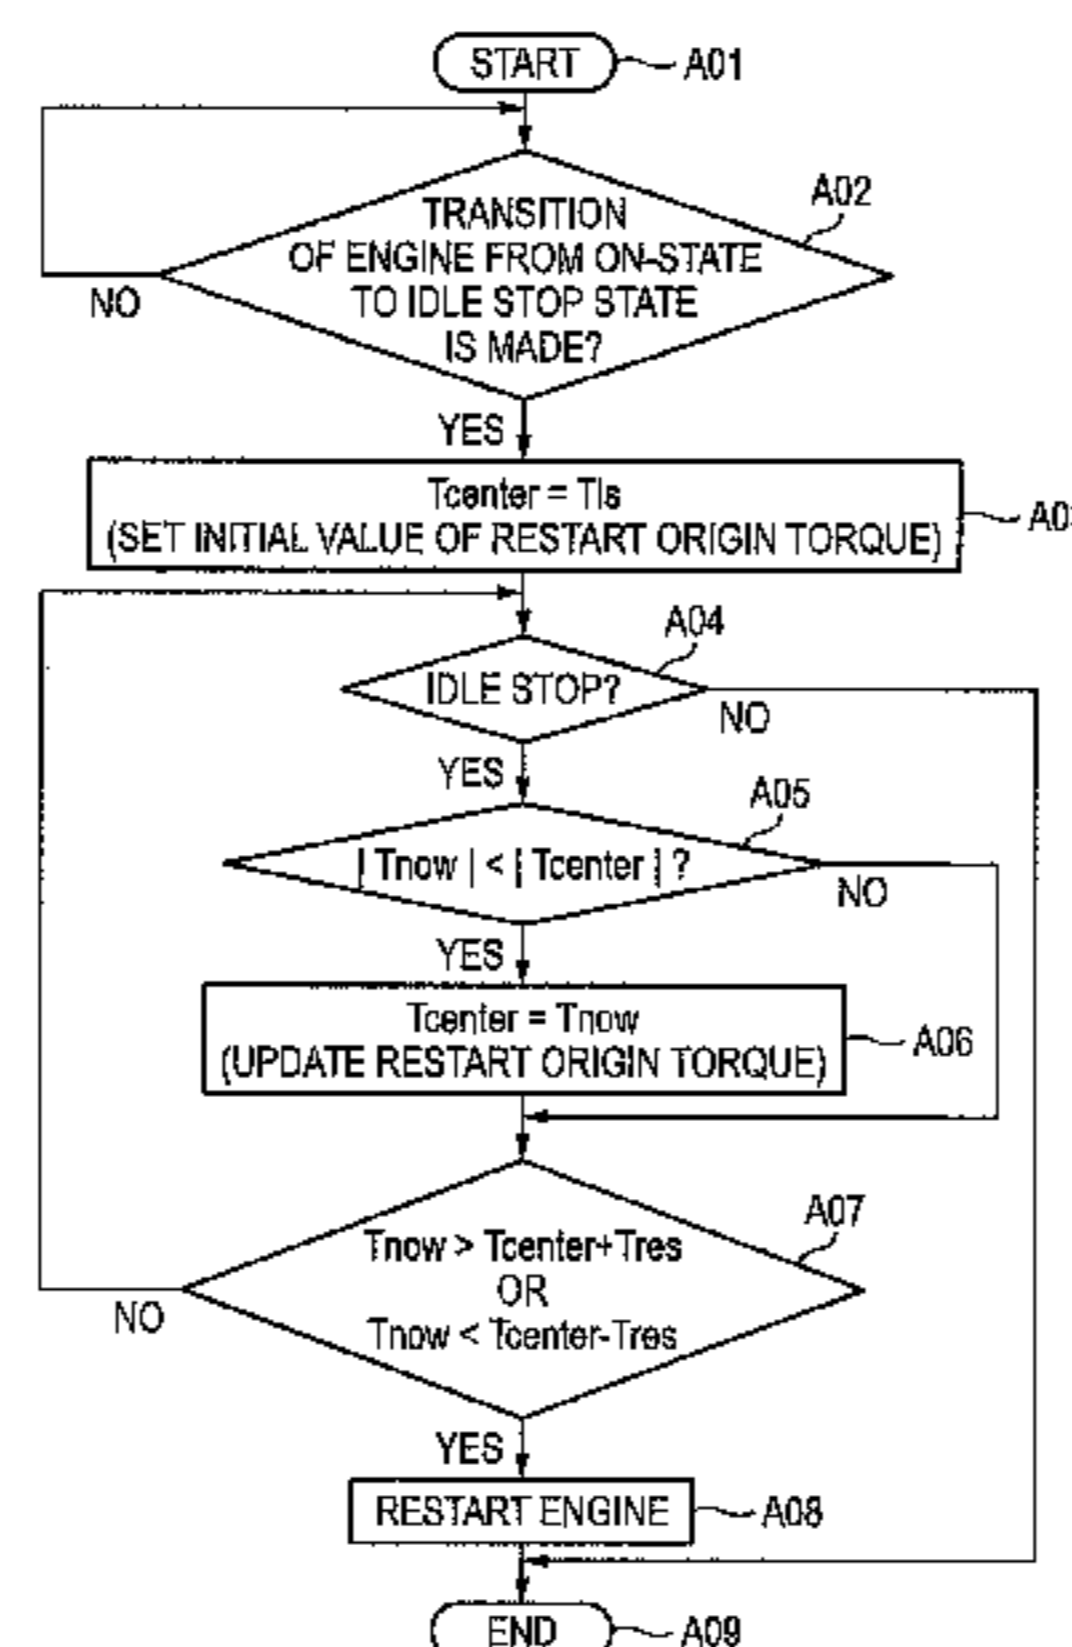 START
A01
A02
TRANSITION
OF ENGINE FROM ON-STATE
TO IDLE STOP STATE
IS MADE?
NO
YES
Tcenter = TIs
(SET INITIAL VALUE OF RESTART ORIGIN TORQUE)
A04
IDLE STOP?
NO
YES
A05
| Tnow | < | Tcenter | ?
NO
YES
Tcenter = Tnow
(UPDATE RESTART ORIGIN TORQUE)
A06
A07
Tnow > Tcenter+Tres
OR
Tnow < Tcenter-Tres
NO
YES
RESTART ENGINE
A08
END
A09